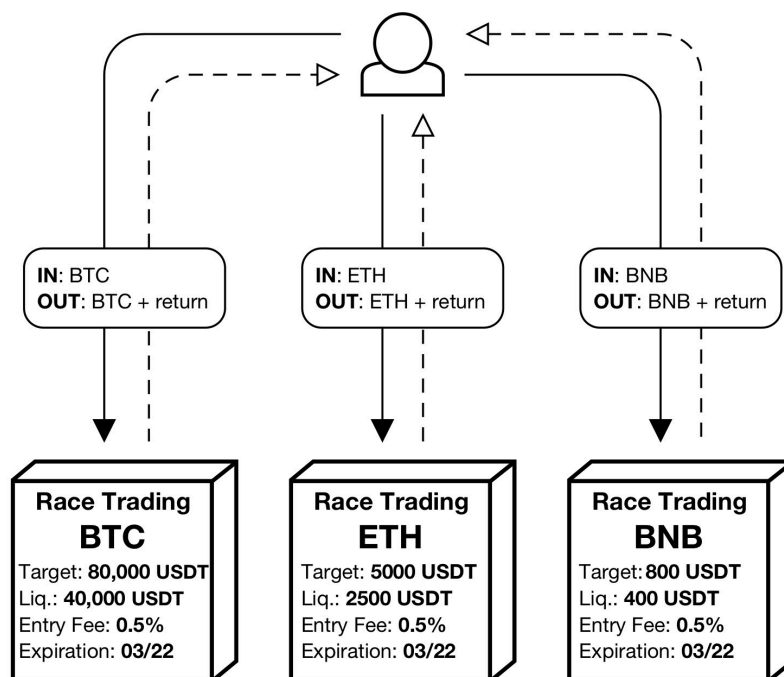 IN: BTC
OUT: BTC + return
IN: ETH
OUT: ETH + return
IN: BNB
OUT: BNB + return
Race Trading
BTC
Target: 80,000 USDT
Liq.: 40,000 USDT
Entry Fee: 0.5%
Expiration: 03/22
Race Trading
ETH
Target: 5000 USDT
Liq.: 2500 USDT
Entry Fee: 0.5%
Expiration: 03/22
Race Trading
BNB
Target: 800 USDT
Liq.: 400 USDT
Entry Fee: 0.5%
Expiration: 03/22